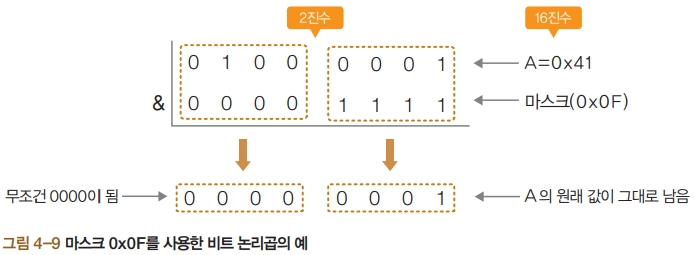 2진수 16진수
0 1 0 0 0 0 0 1 A=0x41
& 0 0 0 0 1 1 1 1 마스크(0x0F)
무조건 0000이 됨 0 0 0 0 0 0 0 1 A의 원래 값이 그대로 남음
그림 4-9 마스크 0x0F를 사용한 비트 논리곱의 예